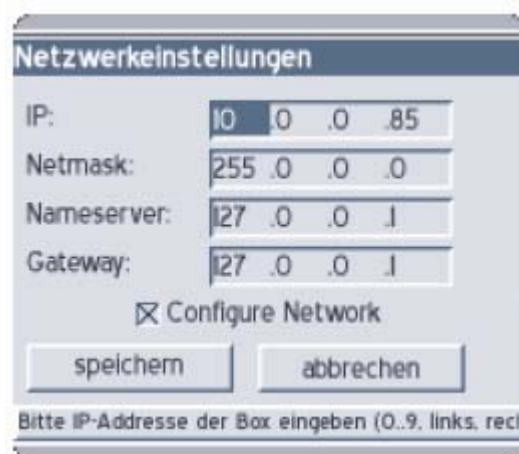 Netzwerkeinstellungen
IP: 10 .0 .0 .85
Netmask: 255 .0 .0 .0
Nameserver: 127 .0 .0 .1
Gateway: 127 .0 .0 .1
Configure Network
speichern abbrechen
Bitte IP-Addresse der Box eingeben (0..9, links,